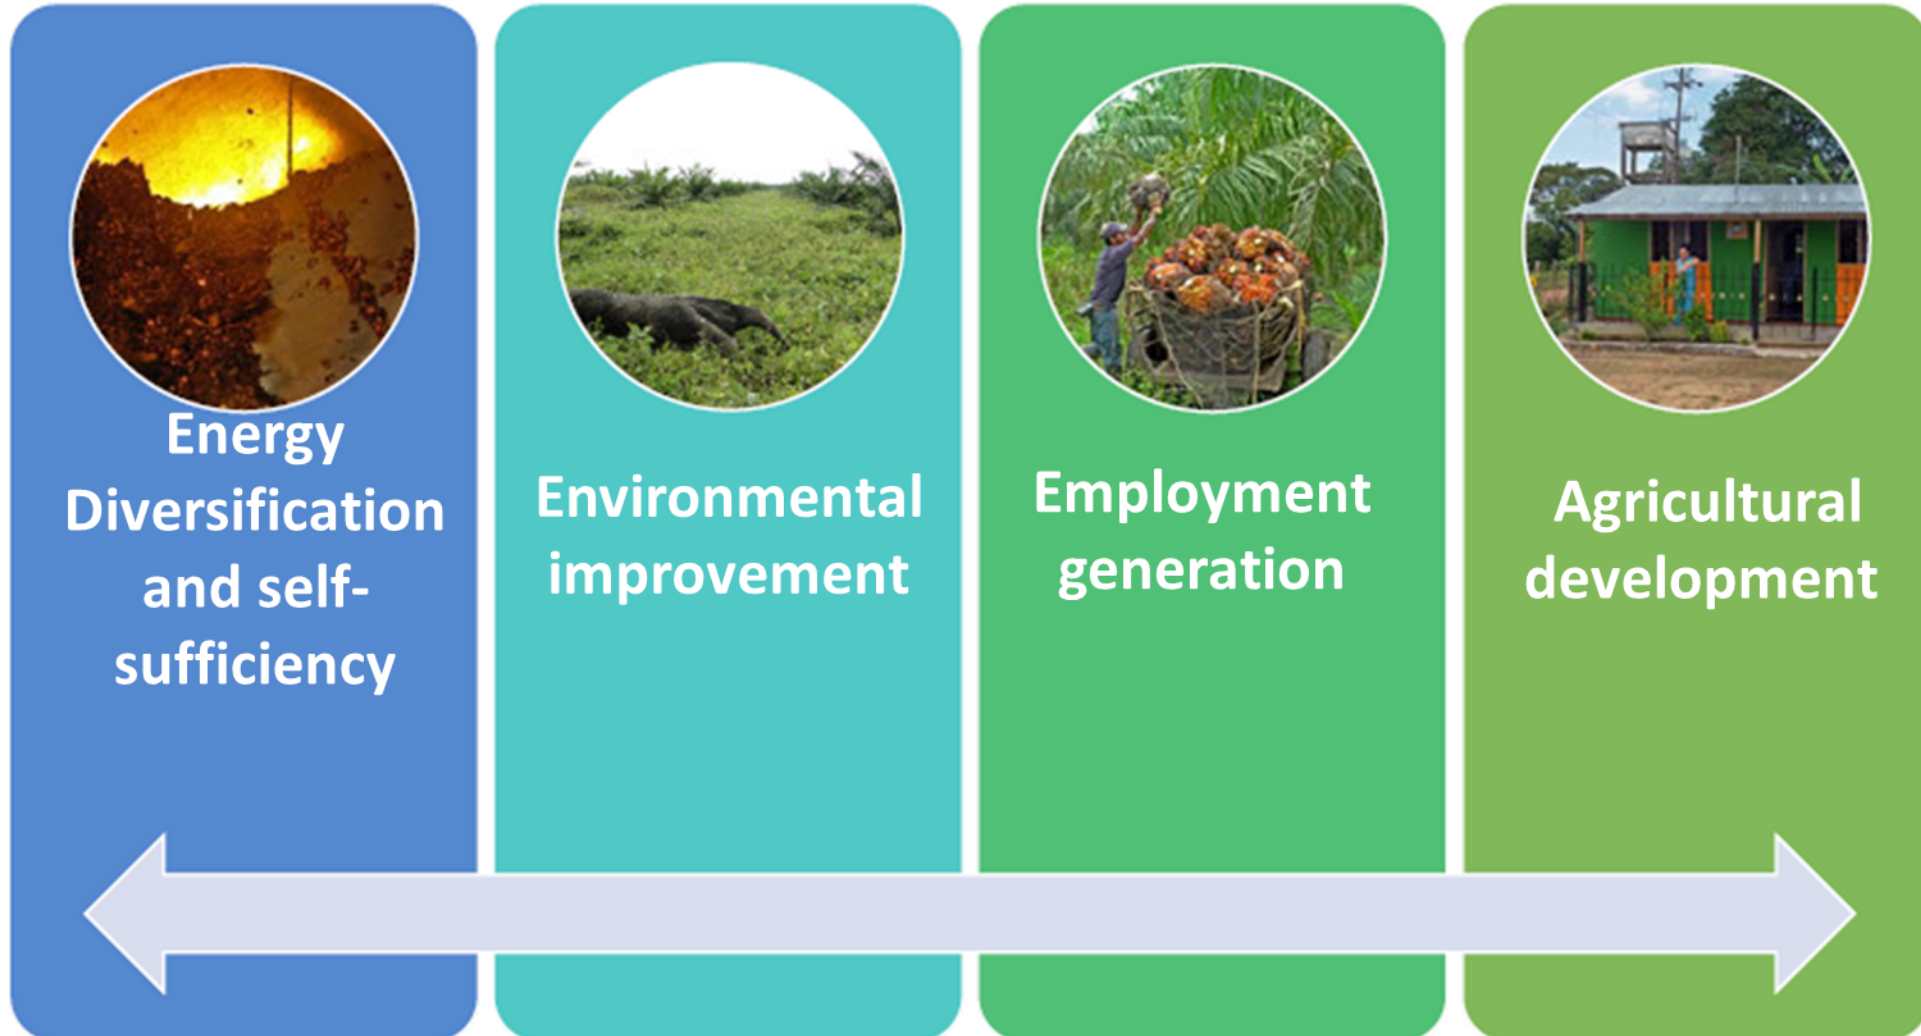 Energy
Diversification
and self-
sufficiency
Environmental
improvement
Employment
generation
Agricultural
development